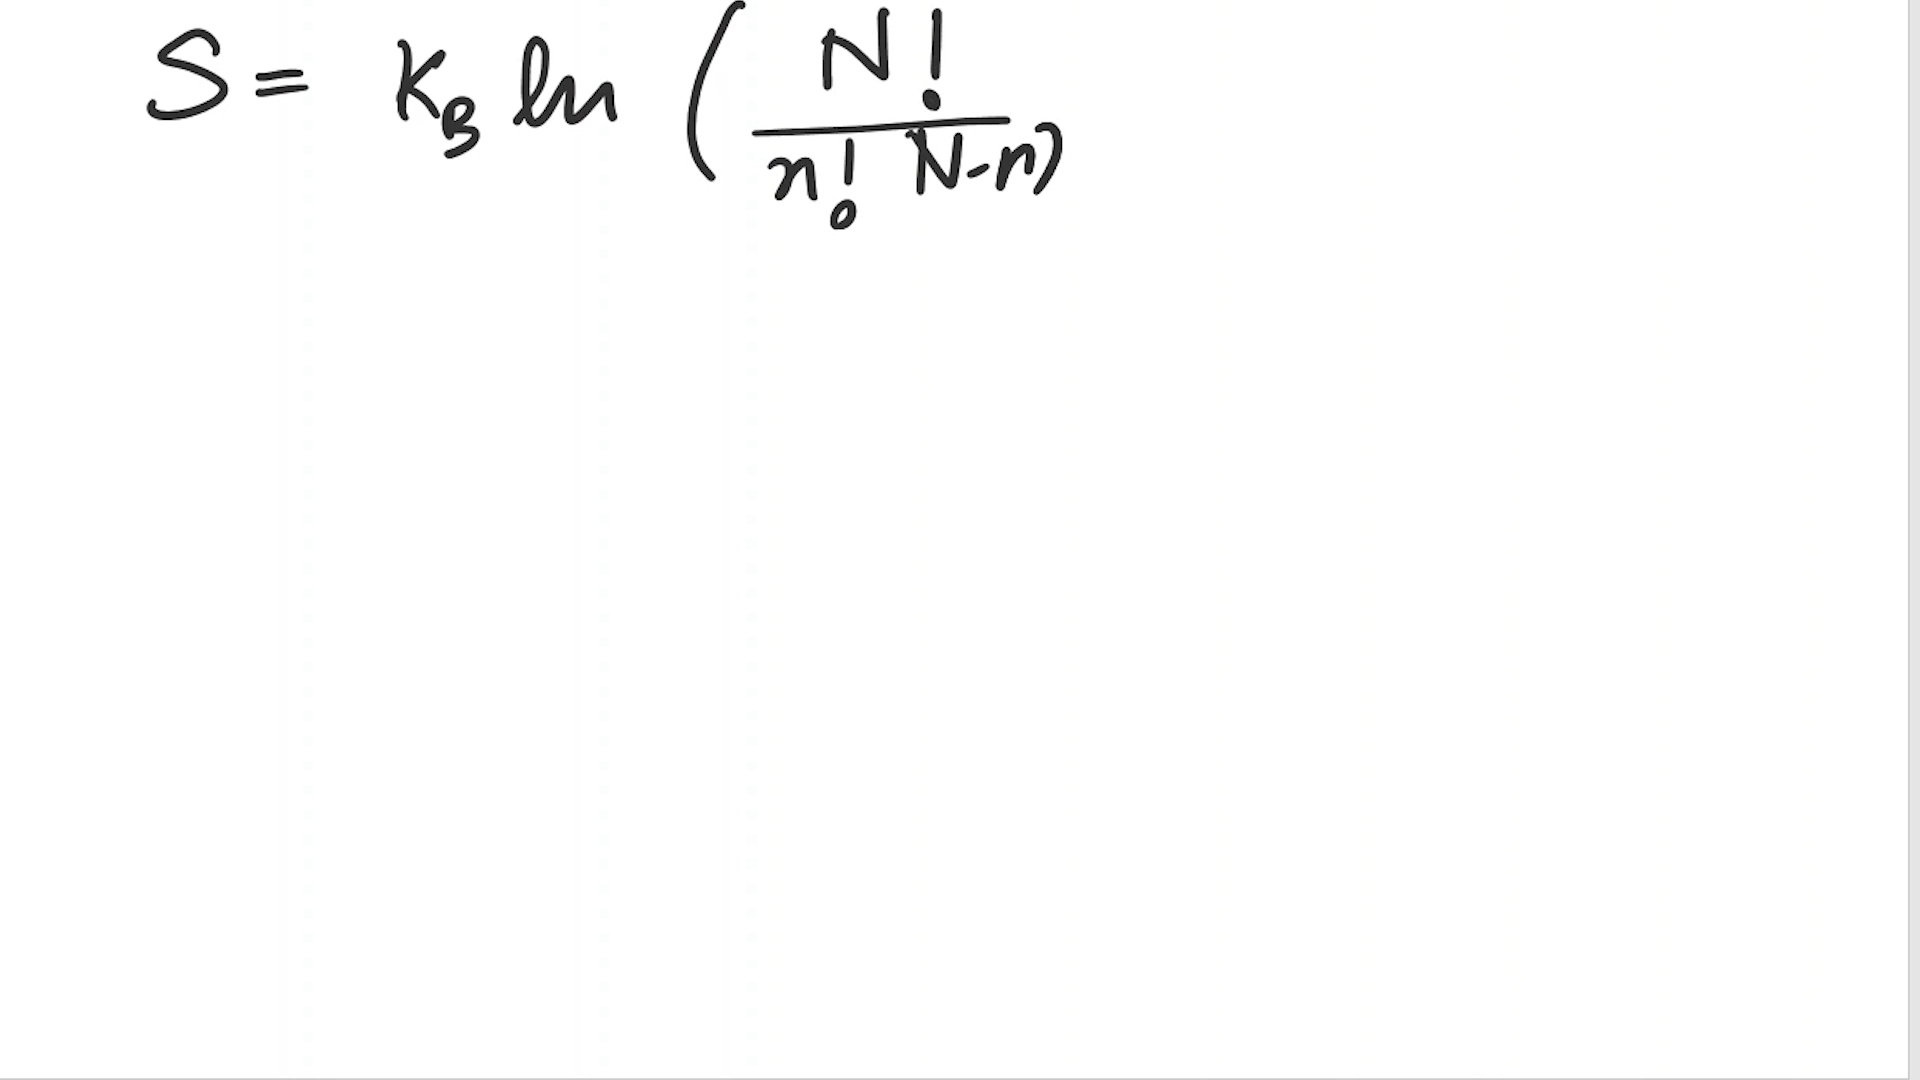 S = K_B ln ( N! / n! N-n)